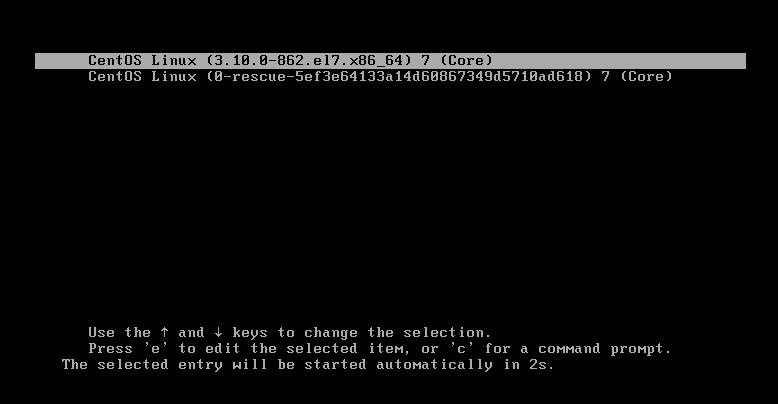 CentOS Linux (3.10.0-862.el7.x86_64) 7 (Core)
CentOS Linux (0-rescue-5ef3e64133a14d60867349d5710ad618) 7 (Core)
Use the ↑ and ↓ keys to change the selection.
Press 'e' to edit the selected item, or 'c' for a command prompt.
The selected entry will be started automatically in 2s.